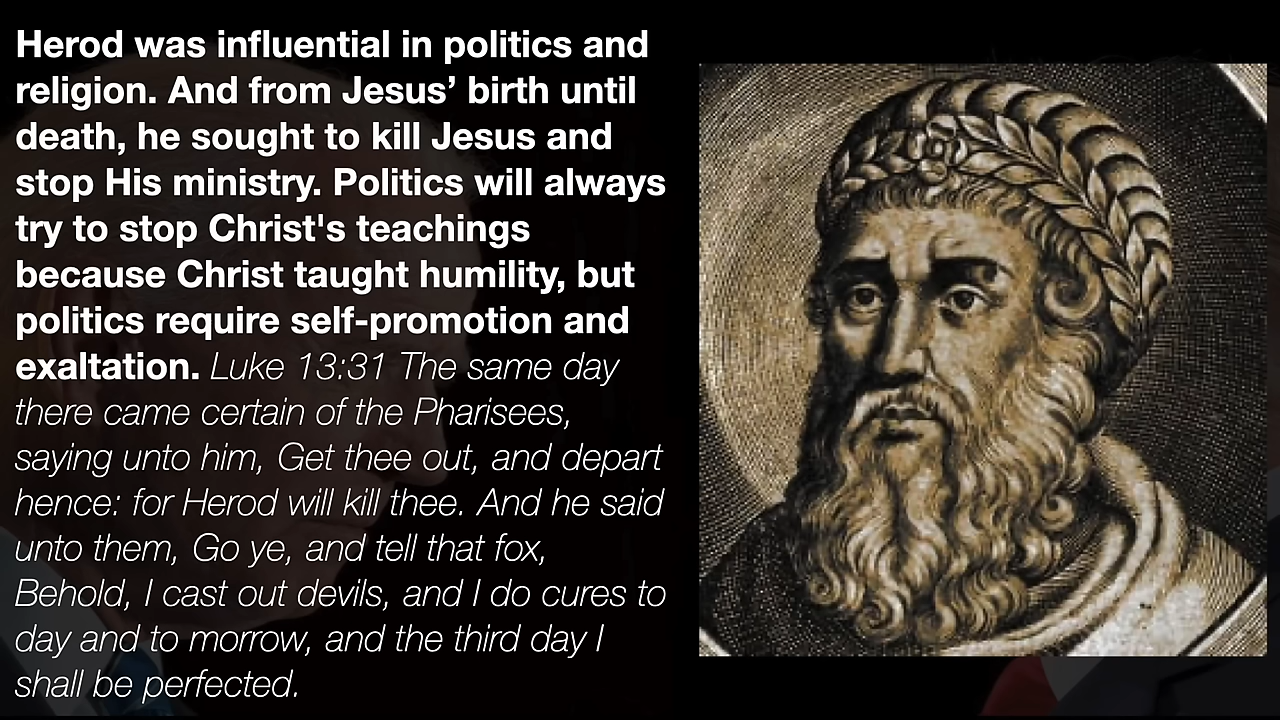 Herod was influential in politics and
religion. And from Jesus’ birth until
death, he sought to kill Jesus and
stop His ministry. Politics will always
try to stop Christ's teachings
because Christ taught humility, but
politics require self-promotion and
exaltation. Luke 13:31 The same day
there came certain of the Pharisees,
saying unto him, Get thee out, and depart
hence: for Herod will kill thee. And he said
unto them, Go ye, and tell that fox,
Behold, I cast out devils, and I do cures to
day and to morrow, and the third day I
shall be perfected.